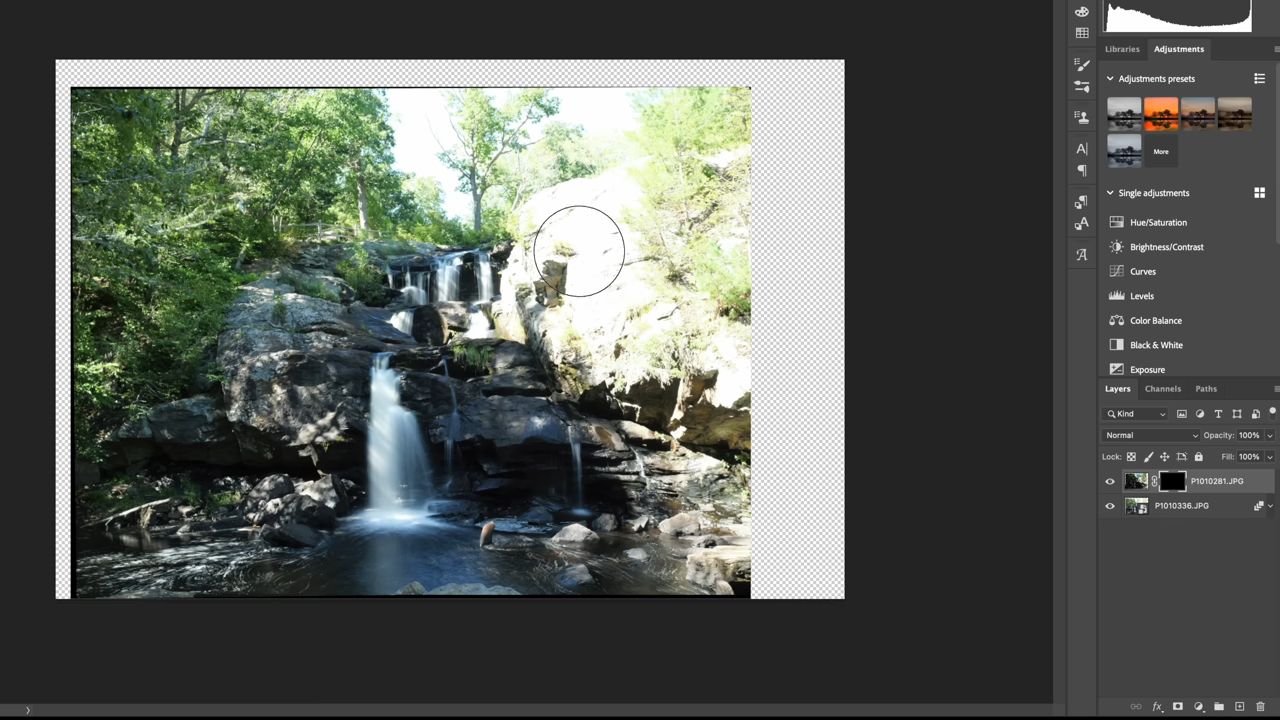 Libraries Adjustments
Adjustments presets
More
Single adjustments
Hue/Saturation
Brightness/Contrast
Curves
Levels
Color Balance
Black & White
Exposure
Layers Channels Paths
Kind
Normal Opacity: 100%
Lock: Fill: 100%
P1010281.JPG
P1010336.JPG